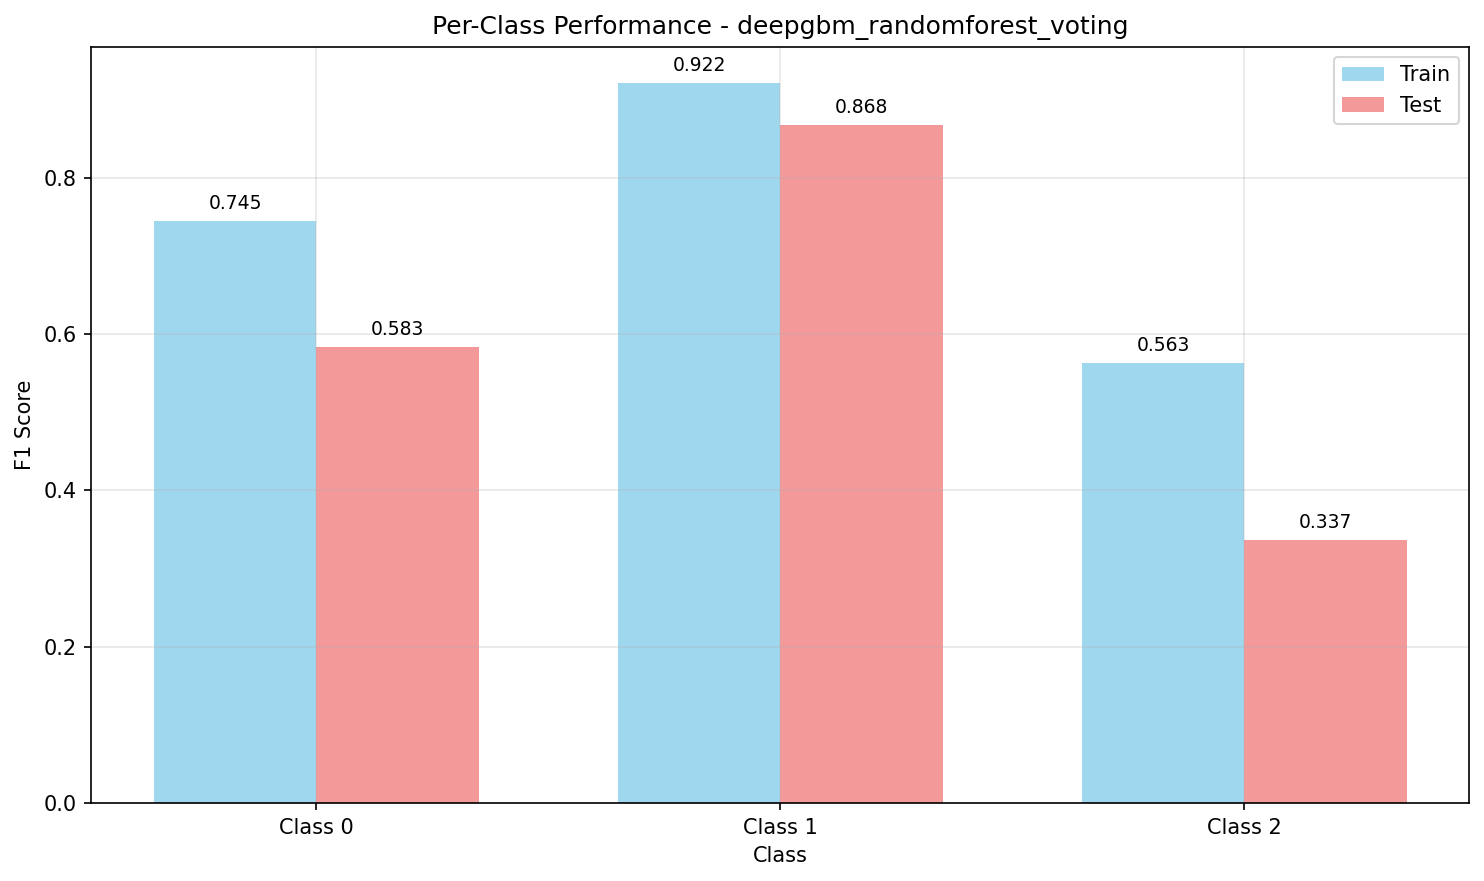 Per-Class Performance - deepgbm_randomforest_voting
Train
Test
0.922
0.868
0.745
0.583
0.563
0.337
F1 Score
0.8
0.6
0.4
0.2
0.0
Class 0
Class 1
Class 2
Class